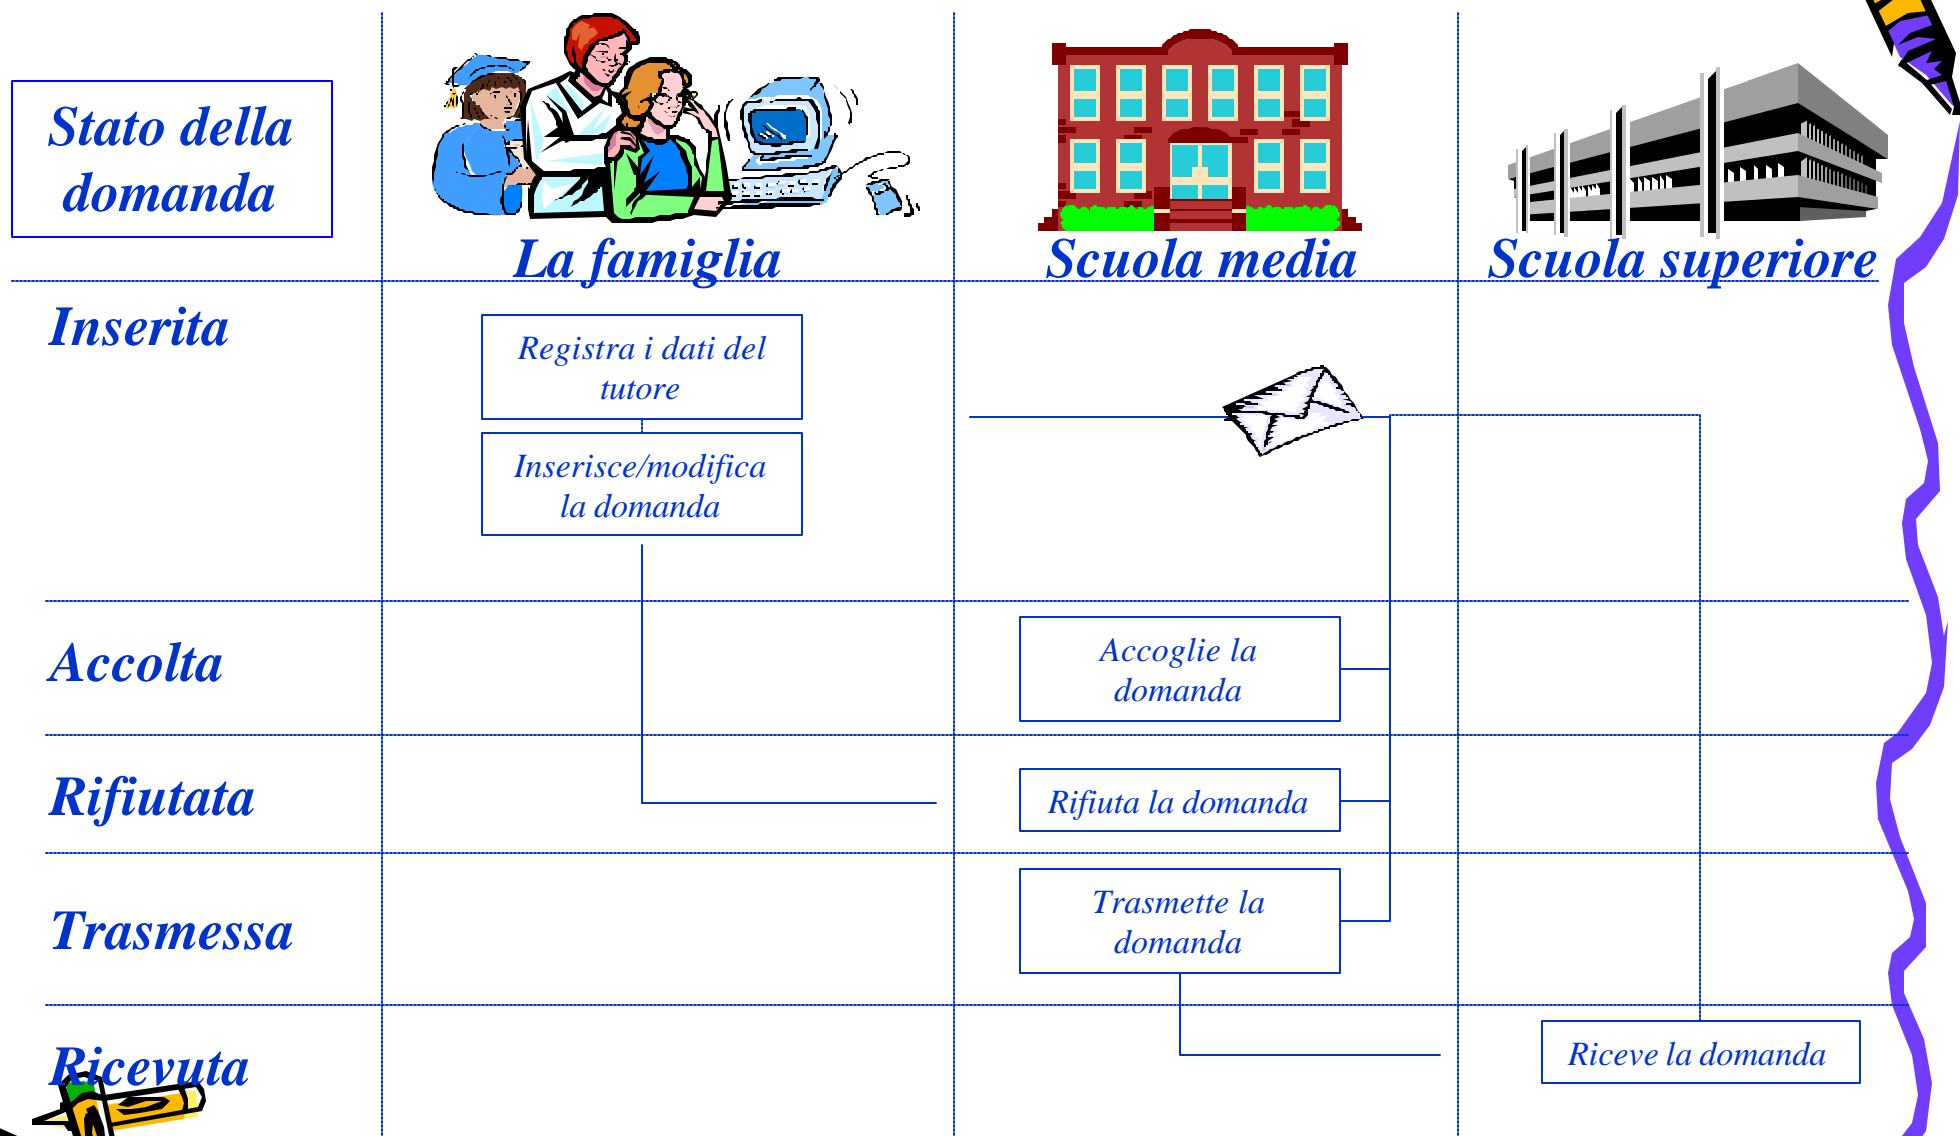 Stato della
domanda
La famiglia
Scuola media
Scuola superiore
Inserita
Registra i dati del
tutore
Inserisce/modifica
la domanda
Accolta
Accoglie la
domanda
Rifiutata
Rifiuta la domanda
Trasmessa
Trasmette la
domanda
Ricevuta
Riceve la domanda